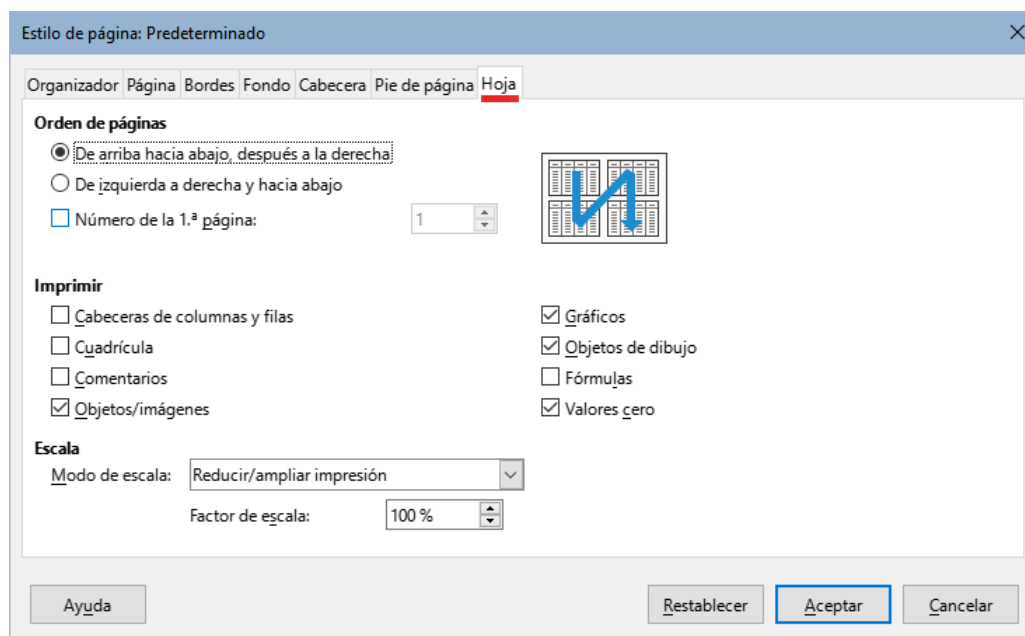 Estilo de página: Predeterminado
Organizador Página Bordes Fondo Cabecera Pie de página Hoja
Orden de páginas
De arriba hacia abajo, después a la derecha
De izquierda a derecha y hacia abajo
Número de la 1.ª página: 1
Imprimir
Cabeceras de columnas y filas Gráficos
Cuadrícula Objetos de dibujo
Comentarios Fórmulas
Objetos/imágenes Valores cero
Escala
Modo de escala: Reducir/ampliar impresión
Factor de escala: 100 %
Ayuda Restablecer Aceptar Cancelar